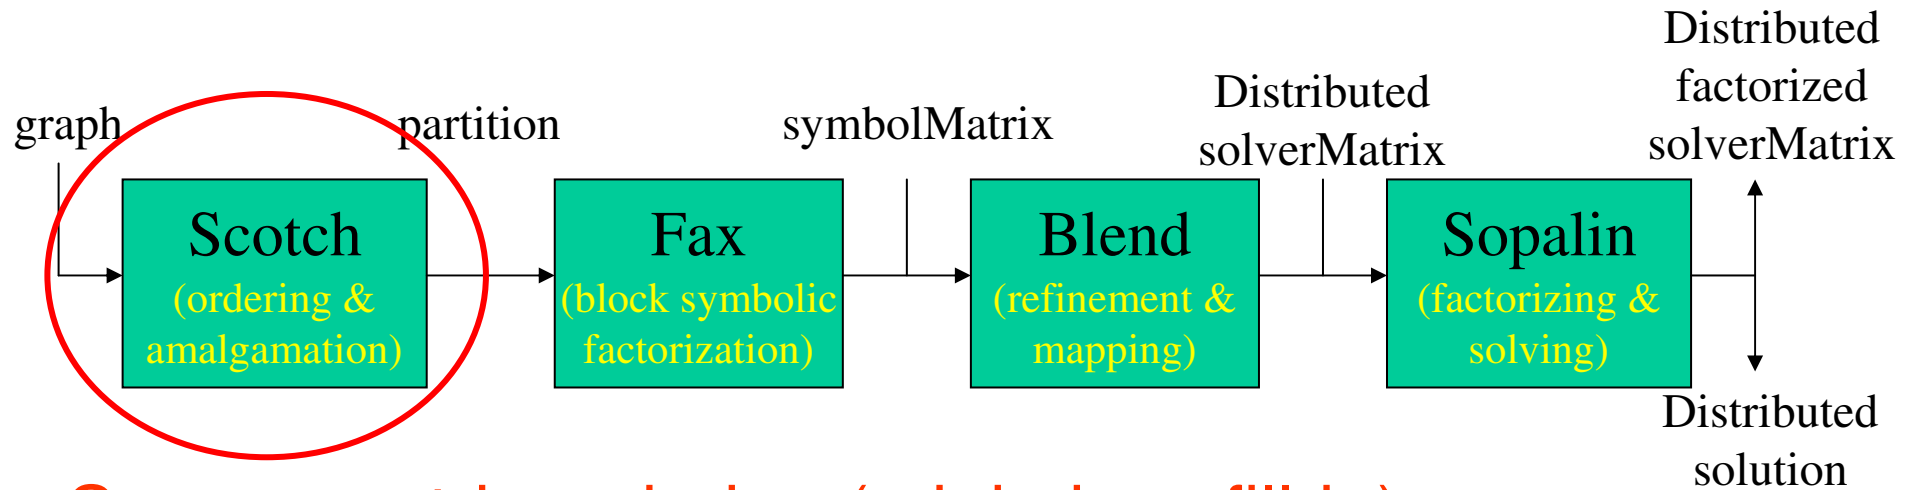 graph
partition
symbolMatrix
Distributed
solverMatrix
Distributed
factorized
solverMatrix
Scotch
(ordering &
amalgamation)
Fax
(block symbolic
factorization)
Blend
(refinement &
mapping)
Sopalin
(factorizing &
solving)
Distributed
solution